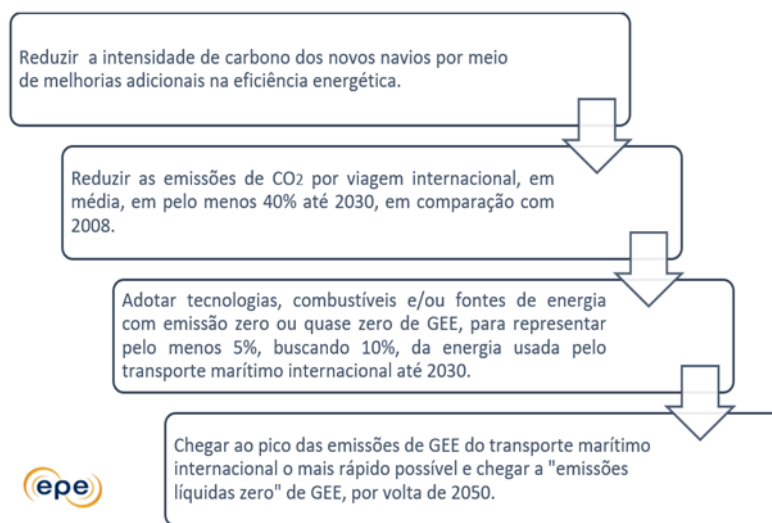 Reduzir a intensidade de carbono dos novos navios por meio
de melhorias adicionais na eficiência energética.
Reduzir as emissões de CO2 por viagem internacional, em
média, em pelo menos 40% até 2030, em comparação com
2008.
Adotar tecnologias, combustíveis e/ou fontes de energia
com emissão zero ou quase zero de GEE, para representar
pelo menos 5%, buscando 10%, da energia usada pelo
transporte marítimo internacional até 2030.
Chegar ao pico das emissões de GEE do transporte marítimo
internacional o mais rápido possível e chegar a "emissões
líquidas zero" de GEE, por volta de 2050.
epe